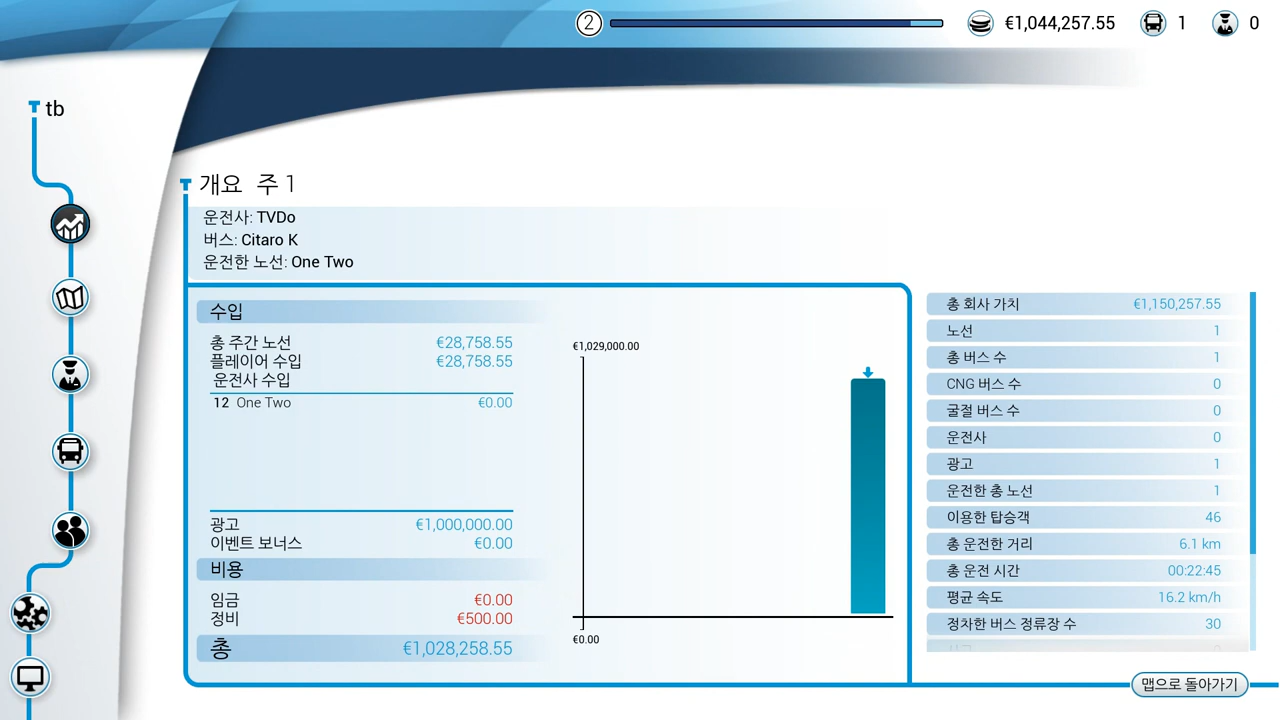 2
€1,044,257.55
1
0
tb
개요 주 1
운전사: TVDo
버스: Citaro K
운전한 노선: One Two
수입
총 주간 노선 €28,758.55
플레이어 수입 €28,758.55
운전사 수입
12 One Two €0.00
광고 €1,000,000.00
이벤트 보너스 €0.00
비용
임금 €0.00
정비 €500.00
총 €1,028,258.55
€1,029,000.00
€0.00
총 회사 가치 €1,150,257.55
노선 1
총 버스 수 1
CNG 버스 수 0
굴절 버스 수 0
운전사 0
광고 1
운전한 총 노선 1
이용한 탑승객 46
총 운전한 거리 6.1 km
총 운전 시간 00:22:45
평균 속도 16.2 km/h
정차한 버스 정류장 수 30
맵으로 돌아가기